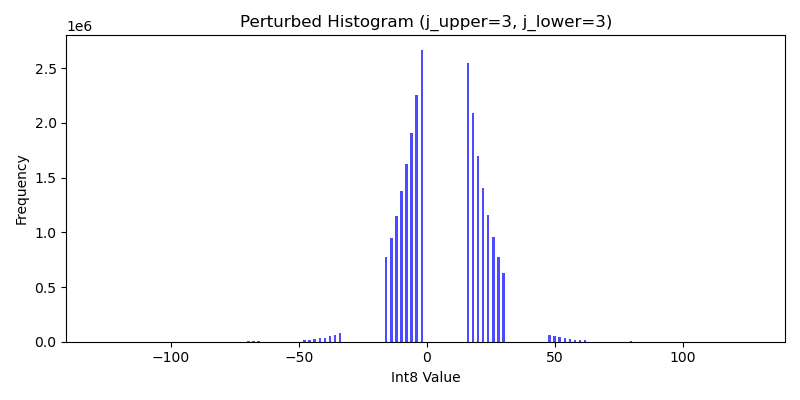 Perturbed Histogram (j_upper=3, j_lower=3)
1e6
2.5
2.0
1.5
1.0
0.5
0.0
Frequency
−100
−50
0
50
100
Int8 Value